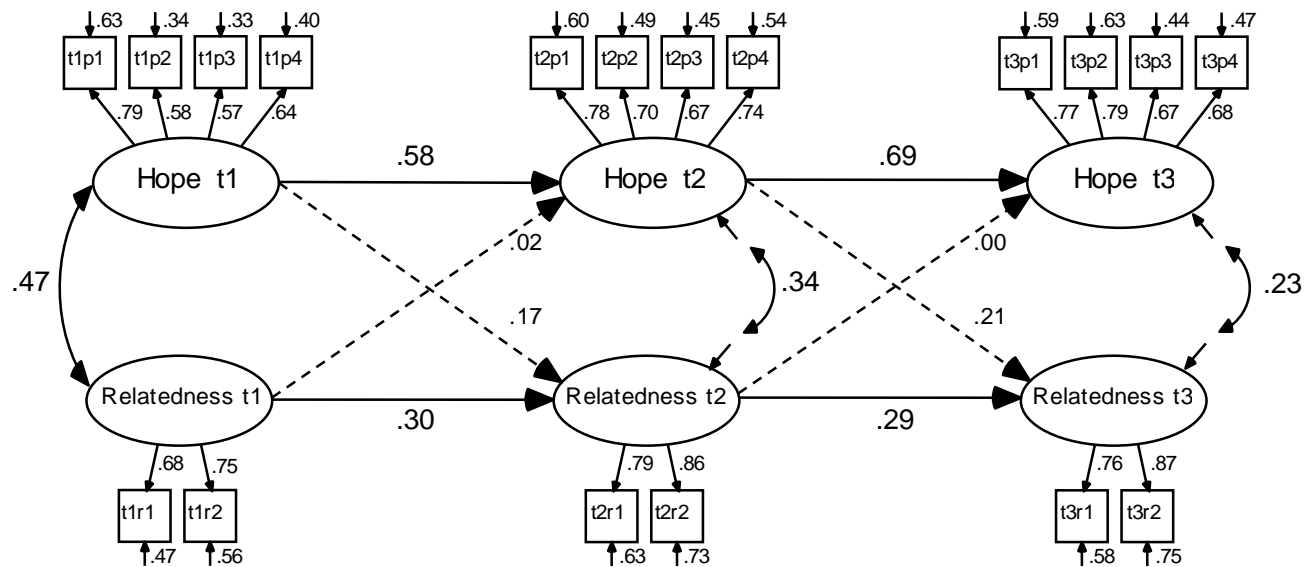 .63 .34 .33 .40 .60 .49 .45 .54 .59 .63 .44 .47
t1p1 t1p2 t1p3 t1p4 t2p1 t2p2 t2p3 t2p4 t3p1 t3p2 t3p3 t3p4
.79 .58 .57 .64 .78 .70 .67 .74 .77 .79 .67 .68
.58 .69
Hope t1 Hope t2 Hope t3
.02 .00
.47 .34 .23
.17 .21
Relatedness t1 Relatedness t2 Relatedness t3
.30 .29
.68 .75 .79 .86 .76 .87
t1r1 t1r2 t2r1 t2r2 t3r1 t3r2
.47 .56 .63 .73 .58 .75